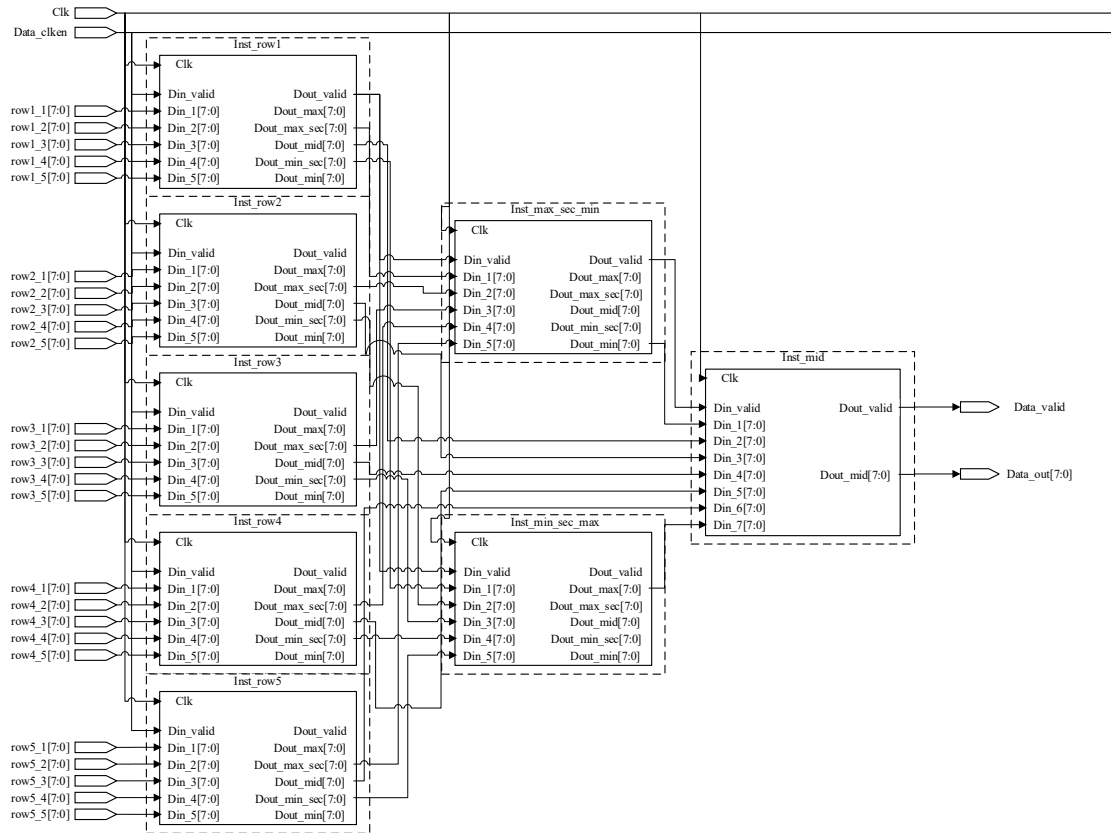 Clk
Data_clken
Inst_row1
Clk
Din_valid Dout_valid
row1_1[7:0] Din_1[7:0] Dout_max[7:0]
row1_2[7:0] Din_2[7:0] Dout_max_sec[7:0]
row1_3[7:0] Din_3[7:0] Dout_mid[7:0]
row1_4[7:0] Din_4[7:0] Dout_min_sec[7:0]
row1_5[7:0] Din_5[7:0] Dout_min[7:0]
Inst_row2
Clk
Din_valid Dout_valid
row2_1[7:0] Din_1[7:0] Dout_max[7:0]
row2_2[7:0] Din_2[7:0] Dout_max_sec[7:0]
row2_3[7:0] Din_3[7:0] Dout_mid[7:0]
row2_4[7:0] Din_4[7:0] Dout_min_sec[7:0]
row2_5[7:0] Din_5[7:0] Dout_min[7:0]
Inst_row3
Clk
Din_valid Dout_valid
row3_1[7:0] Din_1[7:0] Dout_max[7:0]
row3_2[7:0] Din_2[7:0] Dout_max_sec[7:0]
row3_3[7:0] Din_3[7:0] Dout_mid[7:0]
row3_4[7:0] Din_4[7:0] Dout_min_sec[7:0]
row3_5[7:0] Din_5[7:0] Dout_min[7:0]
Inst_row4
Clk
Din_valid Dout_valid
row4_1[7:0] Din_1[7:0] Dout_max[7:0]
row4_2[7:0] Din_2[7:0] Dout_max_sec[7:0]
row4_3[7:0] Din_3[7:0] Dout_mid[7:0]
row4_4[7:0] Din_4[7:0] Dout_min_sec[7:0]
row4_5[7:0] Din_5[7:0] Dout_min[7:0]
Inst_row5
Clk
Din_valid Dout_valid
row5_1[7:0] Din_1[7:0] Dout_max[7:0]
row5_2[7:0] Din_2[7:0] Dout_max_sec[7:0]
row5_3[7:0] Din_3[7:0] Dout_mid[7:0]
row5_4[7:0] Din_4[7:0] Dout_min_sec[7:0]
row5_5[7:0] Din_5[7:0] Dout_min[7:0]
Inst_max_sec_min
Clk
Din_valid Dout_valid
Din_1[7:0] Dout_max[7:0]
Din_2[7:0] Dout_max_sec[7:0]
Din_3[7:0] Dout_mid[7:0]
Din_4[7:0] Dout_min_sec[7:0]
Din_5[7:0] Dout_min[7:0]
Inst_min_sec_max
Clk
Din_valid Dout_valid
Din_1[7:0] Dout_max[7:0]
Din_2[7:0] Dout_max_sec[7:0]
Din_3[7:0] Dout_mid[7:0]
Din_4[7:0] Dout_min_sec[7:0]
Din_5[7:0] Dout_min[7:0]
Inst_mid
Clk
Din_valid Dout_valid Data_valid
Din_1[7:0]
Din_2[7:0]
Din_3[7:0]
Din_4[7:0] Dout_mid[7:0] Data_out[7:0]
Din_5[7:0]
Din_6[7:0]
Din_7[7:0]